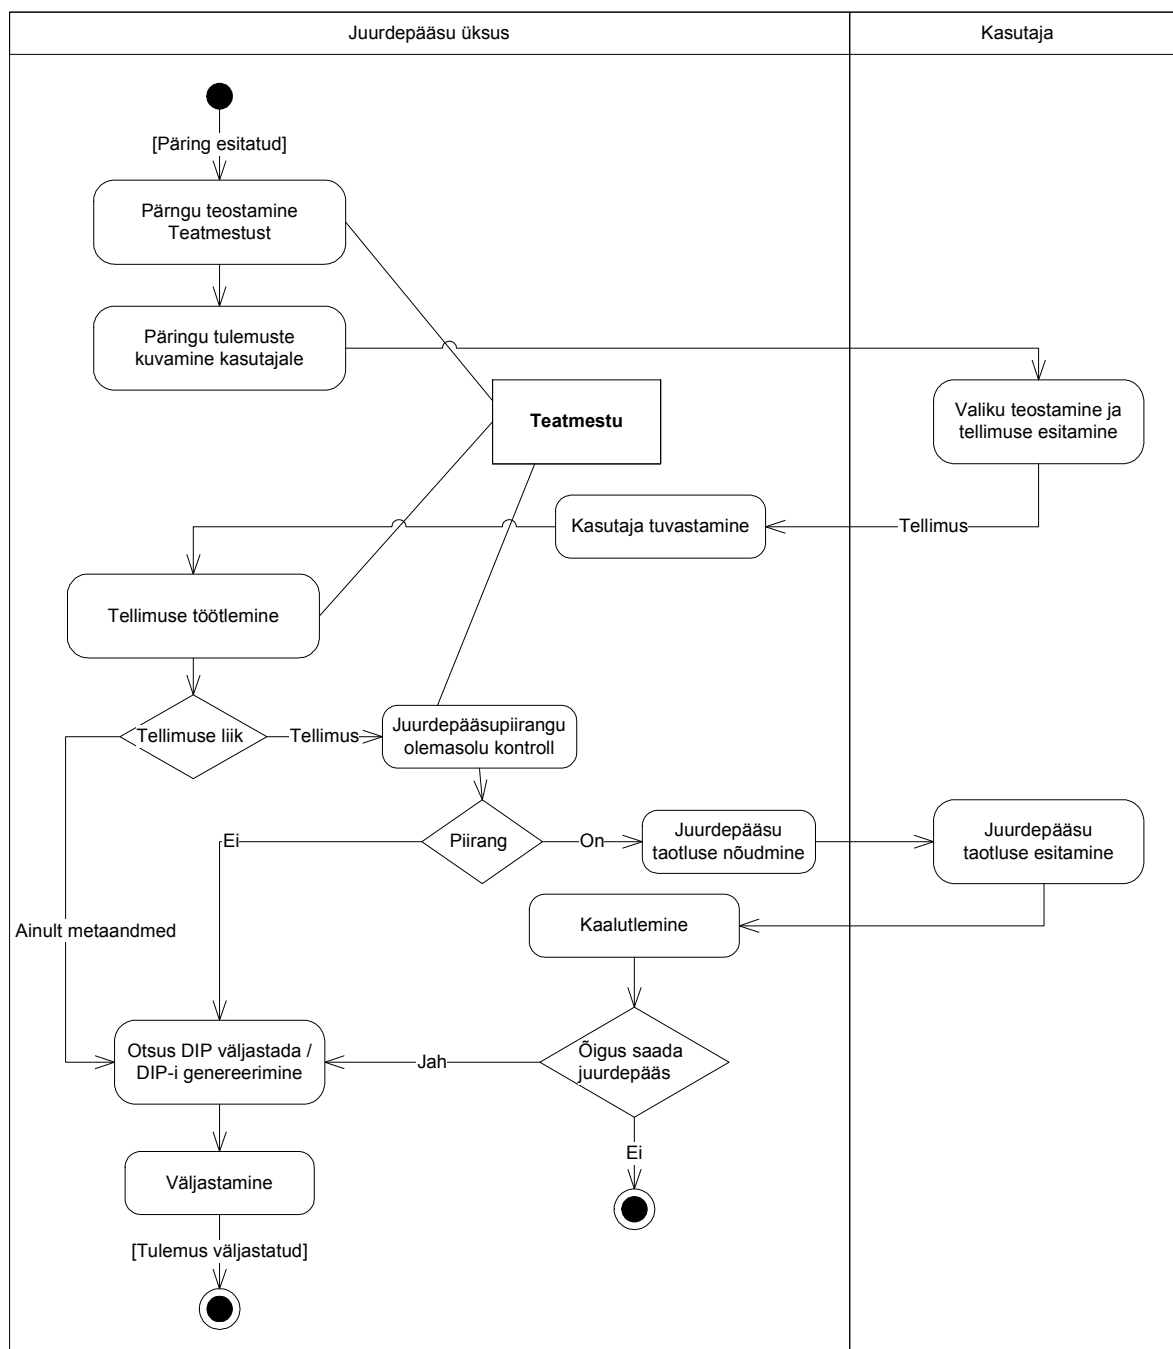 Juurdepääsu üksus
Kasutaja
[Päring esitatud]
Pärngu teostamine
Teatmestust
Päringu tulemuste
kuvamine kasutajale
Teatmestu
Valiku teostamine ja
tellimuse esitamine
Kasutaja tuvastamine
Tellimus
Tellimuse töötlemine
Tellimuse liik
Tellimus
Juurdepääsupiirangu
olemasolu kontroll
Ei
Piirang
On
Juurdepääsu
taotluse nõudmine
Juurdepääsu
taotluse esitamine
Ainult metaandmed
Kaalutlemine
Otsus DIP väljastada /
DIP-i genereerimine
Jah
Õigus saada
juurdepääs
Ei
Väljastamine
[Tulemus väljastatud]